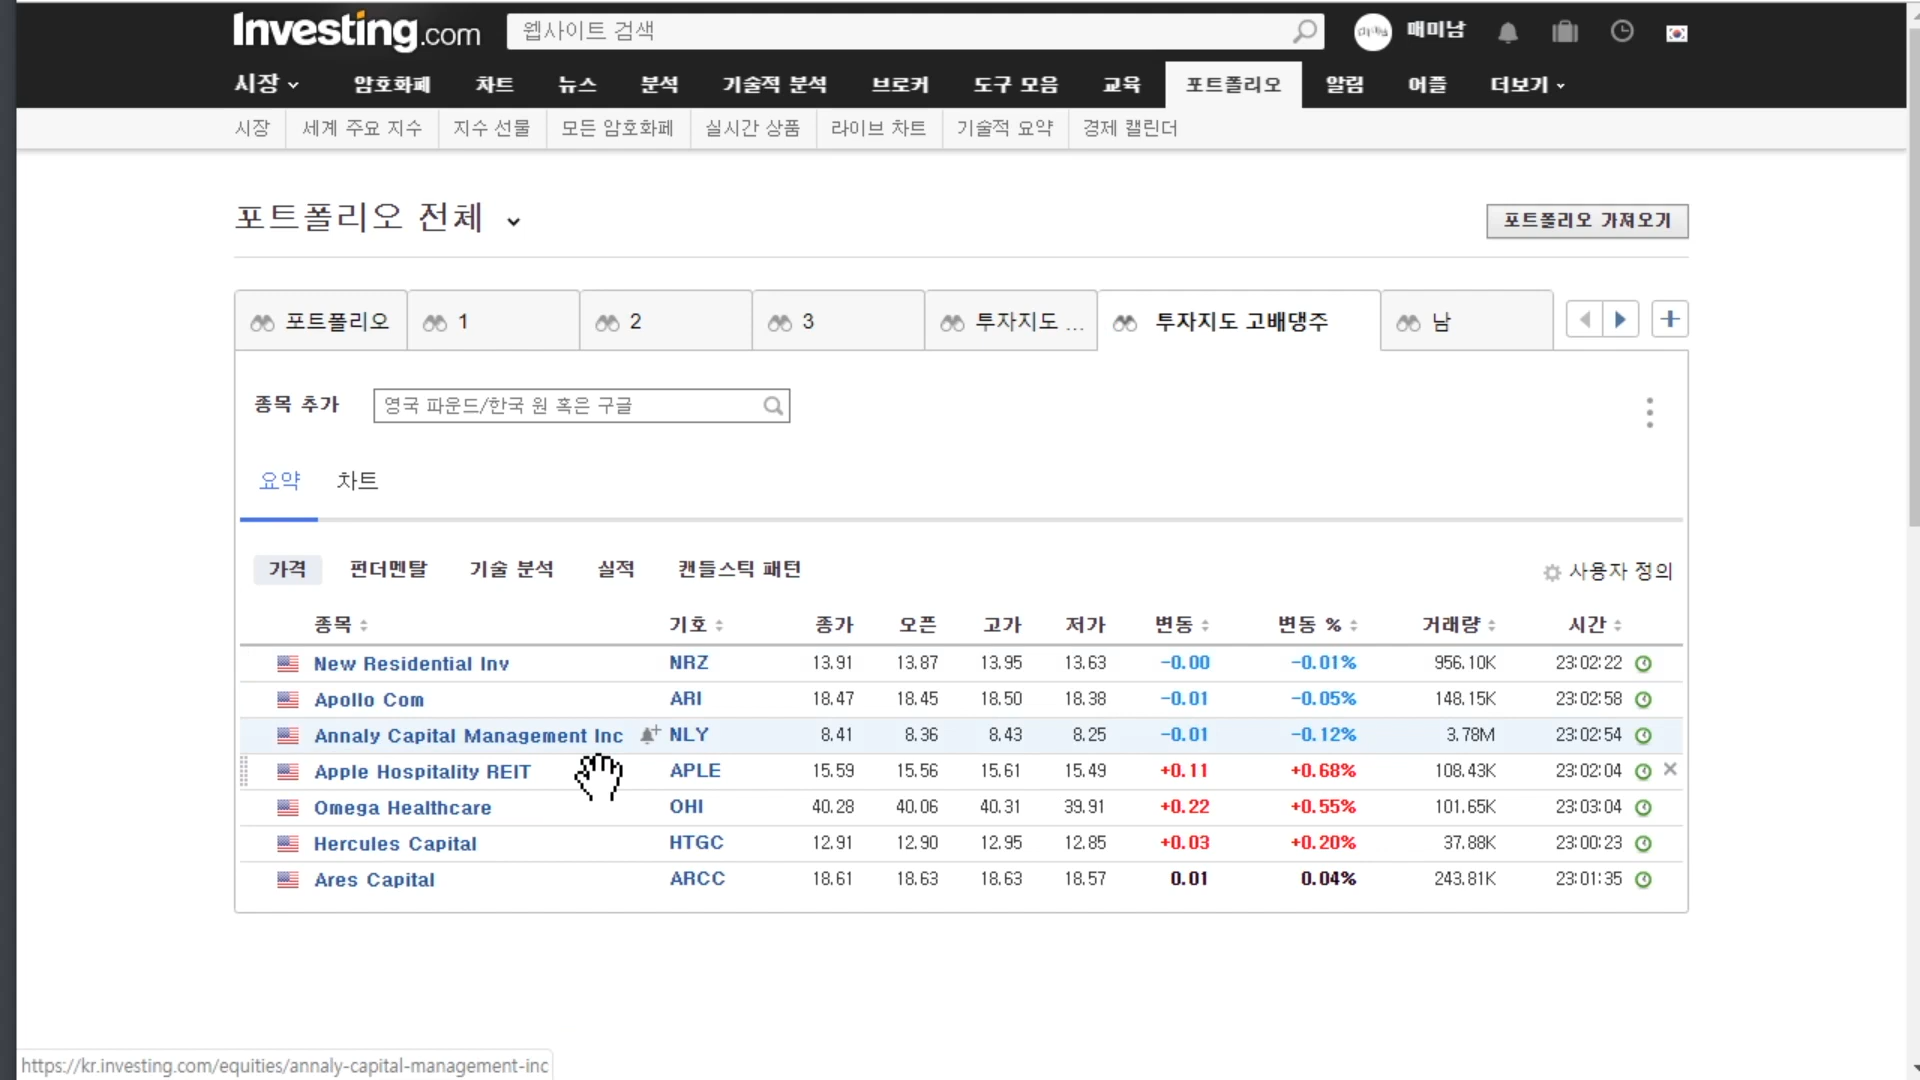 Investing.com
웹사이트 검색
매미남
시장 암호화폐 차트 뉴스 분석 기술적 분석 브로커 도구 모음 교육 포트폴리오 알림 어플 더보기
시장 세계 주요 지수 지수 선물 모든 암호화폐 실시간 상품 라이브 차트 기술적 요약 경제 캘린더
포트폴리오 전체
포트폴리오 가져오기
포트폴리오 1 2 3 투자지도 ... 투자지도 고배댕주 남
종목 추가 영국 파운드/한국 원 혹은 구글
요약 차트
가격 펀더멘탈 기술 분석 실적 캔들스틱 패턴 사용자 정의
종목 기호 종가 오픈 고가 저가 변동 변동 % 거래량 시간
New Residential Inv NRZ 13.91 13.87 13.95 13.63 -0.00 -0.01% 956.10K 23:02:22
Apollo Com ARI 18.47 18.45 18.50 18.38 -0.01 -0.05% 148.15K 23:02:58
Annaly Capital Management Inc NLY 8.41 8.36 8.43 8.25 -0.01 -0.12% 3.78M 23:02:54
Apple Hospitality REIT APLE 15.59 15.56 15.61 15.49 +0.11 +0.68% 108.43K 23:02:04
Omega Healthcare OHI 40.28 40.06 40.31 39.91 +0.22 +0.55% 101.65K 23:03:04
Hercules Capital HTGC 12.91 12.90 12.95 12.85 +0.03 +0.20% 37.88K 23:00:23
Ares Capital ARCC 18.61 18.63 18.63 18.57 0.01 0.04% 243.81K 23:01:35
https://kr.investing.com/equities/annaly-capital-management-inc